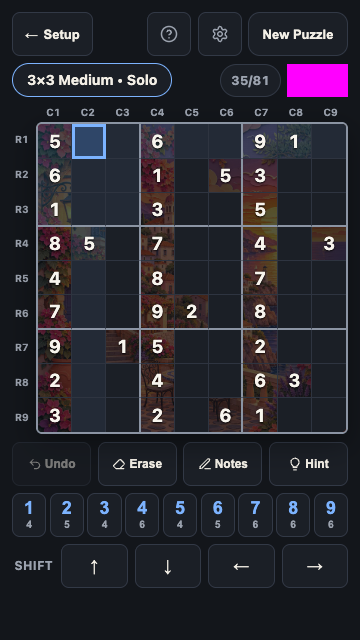 ← Setup
New Puzzle
3×3 Medium • Solo
35/81
C1 C2 C3 C4 C5 C6 C7 C8 C9
R1 5 6 9 1
R2 6 1 5 3
R3 1 3 5
R4 8 5 7 4 3
R5 4 8 7
R6 7 9 2 8
R7 9 1 5 2
R8 2 4 6 3
R9 3 2 6 1
Undo Erase Notes Hint
1 2 3 4 5 6 7 8 9
4 5 4 6 4 5 6 6 6
SHIFT ↑ ↓ ← →